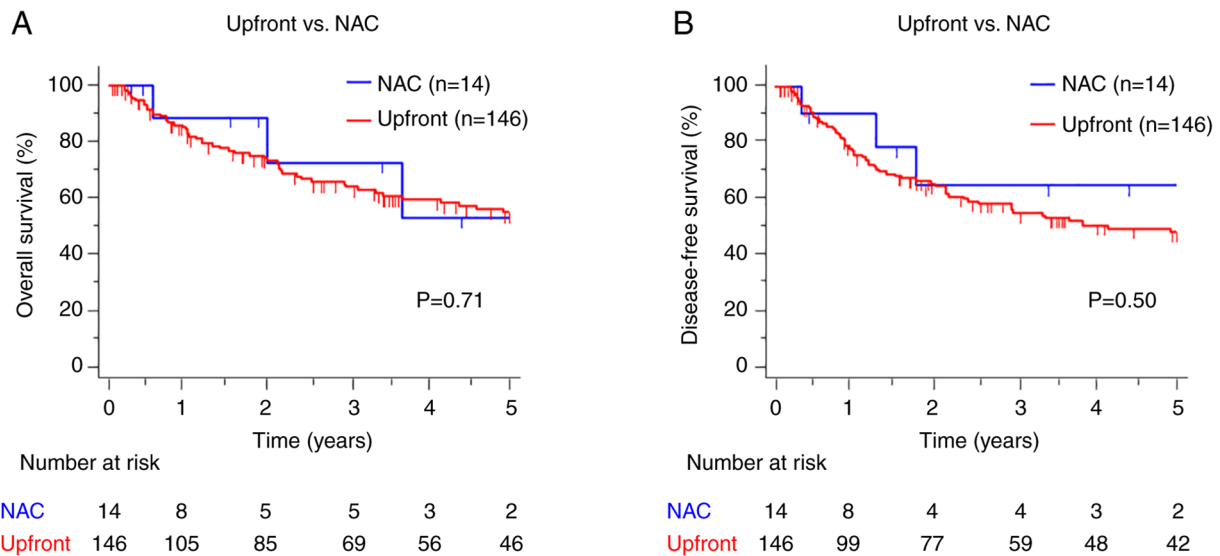 A
Upfront vs. NAC
NAC (n=14)
Upfront (n=146)
Overall survival (%)
100
80
60
40
20
0
P=0.71
0 1 2 3 4 5
Time (years)
Number at risk
NAC 14 8 5 5 3 2
Upfront 146 105 85 69 56 46
B
Upfront vs. NAC
NAC (n=14)
Upfront (n=146)
Disease-free survival (%)
100
80
60
40
20
0
P=0.50
0 1 2 3 4 5
Time (years)
Number at risk
NAC 14 8 4 4 3 2
Upfront 146 99 77 59 48 42